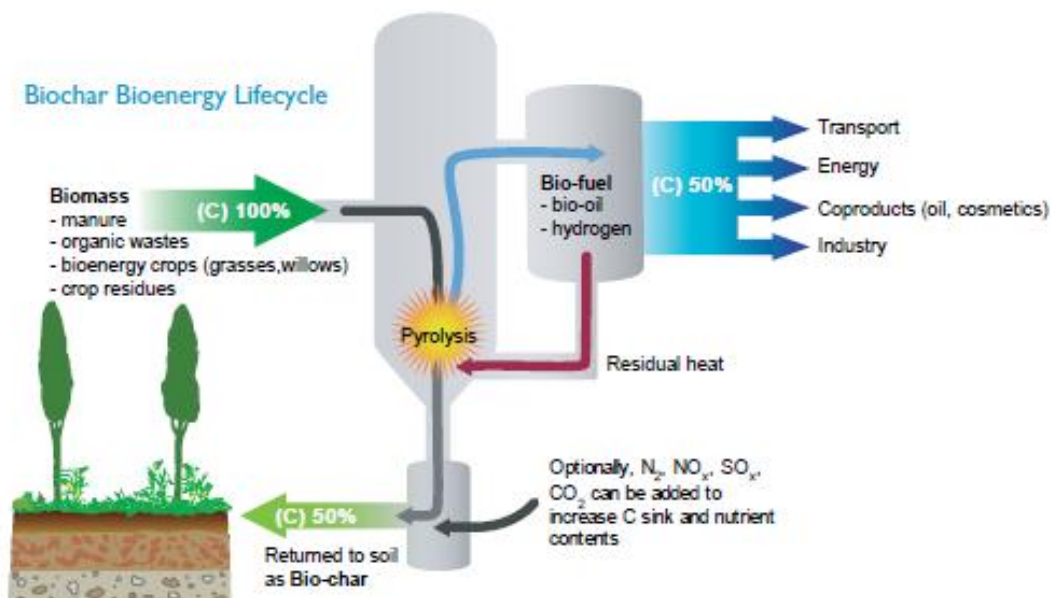 Biochar Bioenergy Lifecycle
Biomass
- manure
- organic wastes
- bioenergy crops (grasses,willows)
- crop residues
(C) 100%
Pyrolysis
Bio-fuel
- bio-oil
- hydrogen
(C) 50%
Transport
Energy
Coproducts (oil, cosmetics)
Industry
Residual heat
Optionally, N₂, NOₓ, SOₓ,
CO₂ can be added to
increase C sink and nutrient
contents
(C) 50%
Returned to soil
as Bio-char